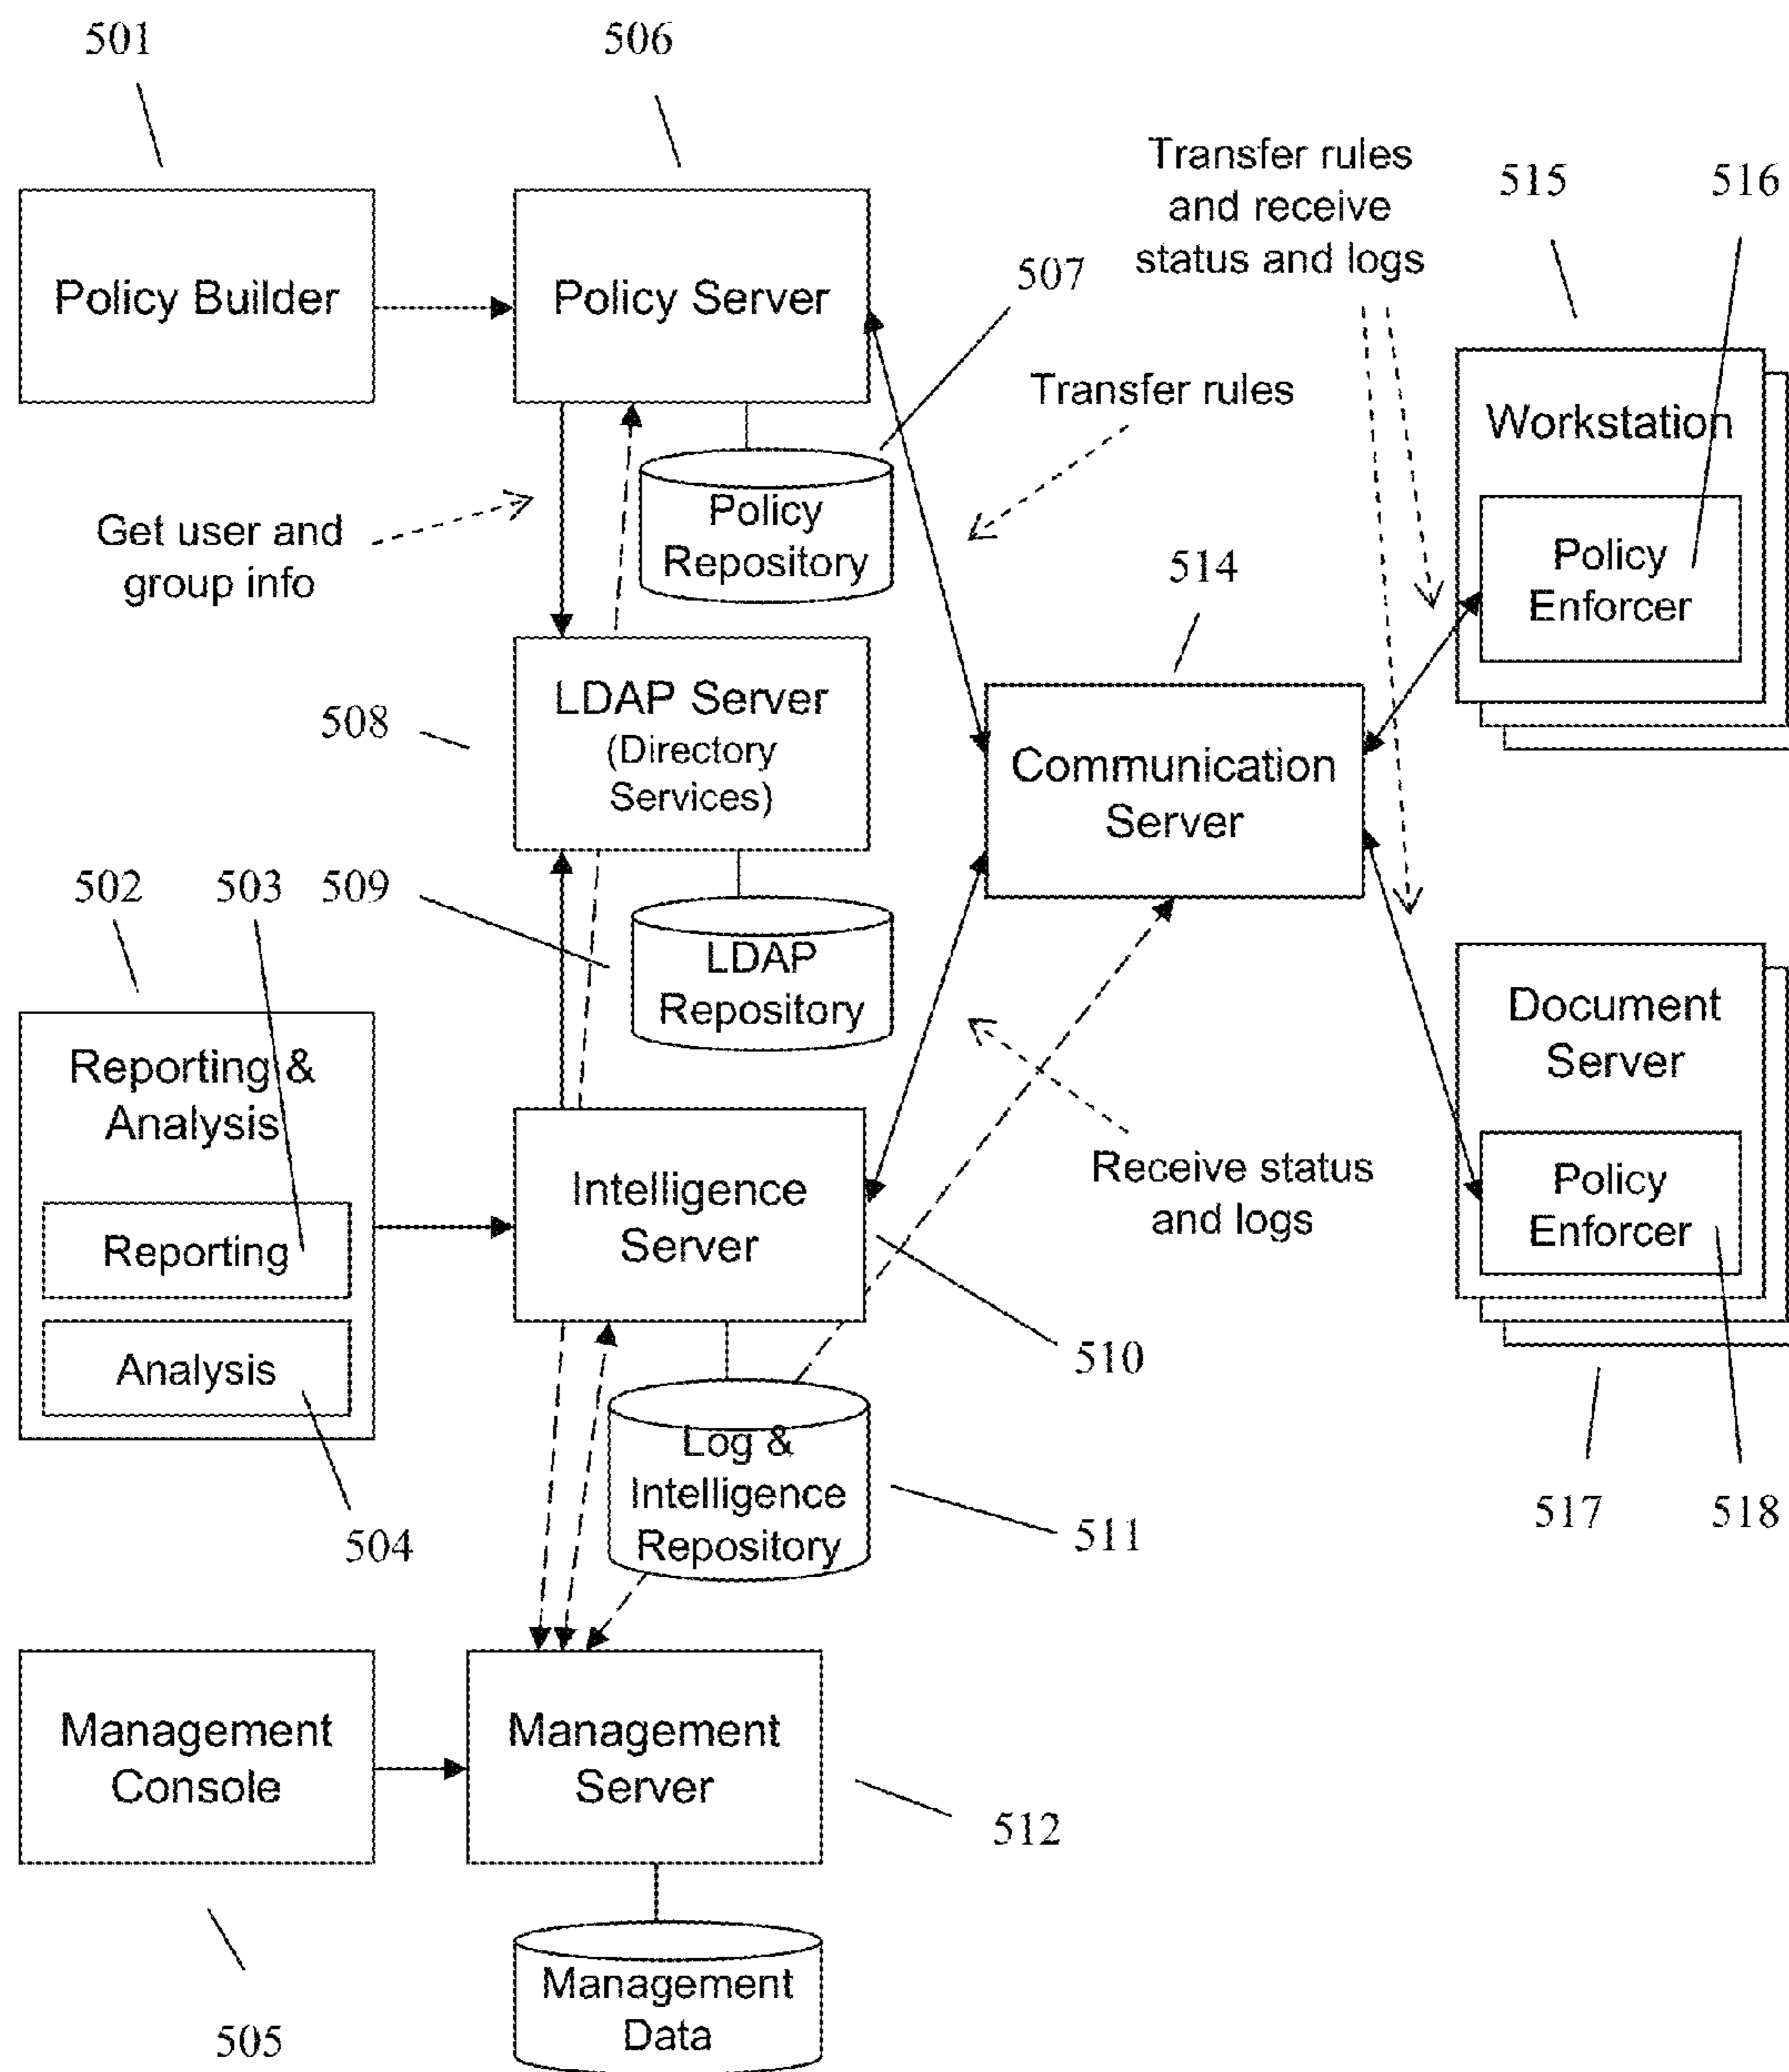 501
506
Transfer rules
and receive
status and logs
515
516
507
Policy Builder
Policy Server
Transfer rules
Workstation
Policy
Enforcer
Get user and
group info
Policy
Repository
514
LDAP Server
(Directory
Services)
508
Communication
Server
502
503
509
LDAP
Repository
Document
Server
Policy
Enforcer
Reporting &
Analysis
Reporting
Analysis
Intelligence
Server
Receive status
and logs
510
504
Log &
Intelligence
Repository
511
517
518
Management
Console
Management
Server
512
505
Management
Data